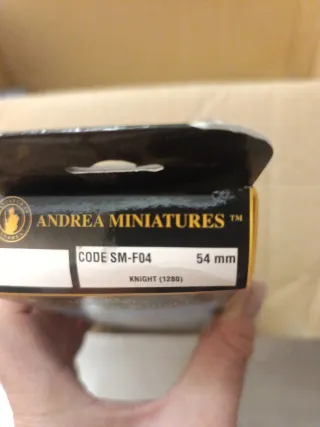 ANDREA MINIATURES ™
CODE SM-F04 54 mm
KNIGHT (1280)